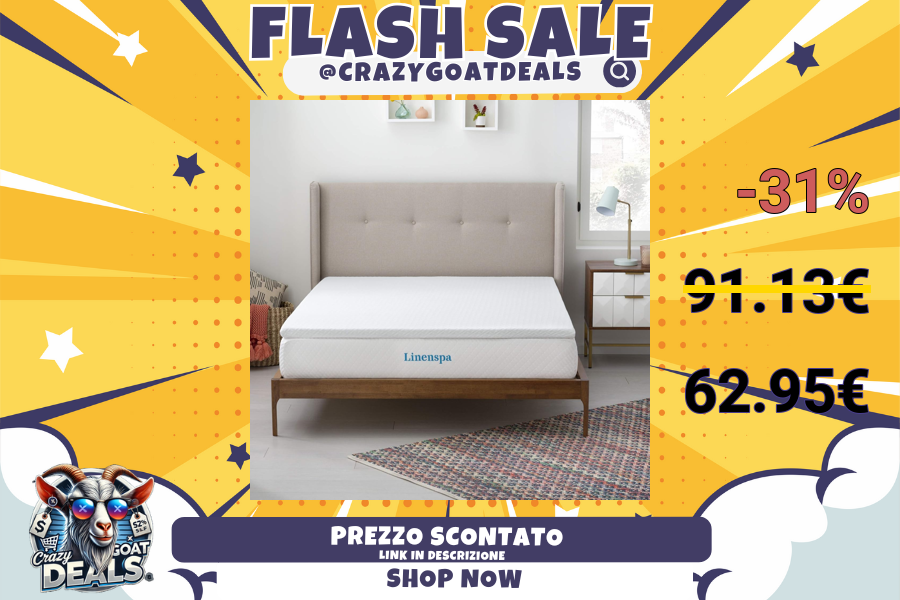 FLASH SALE
@CRAZYGOATDEALS
-31%
91.13€
62.95€
Linenspa
PREZZO SCONTATO
LINK IN DESCRIZIONE
SHOP NOW
$
52%
Crazy
GOAT
DEALS